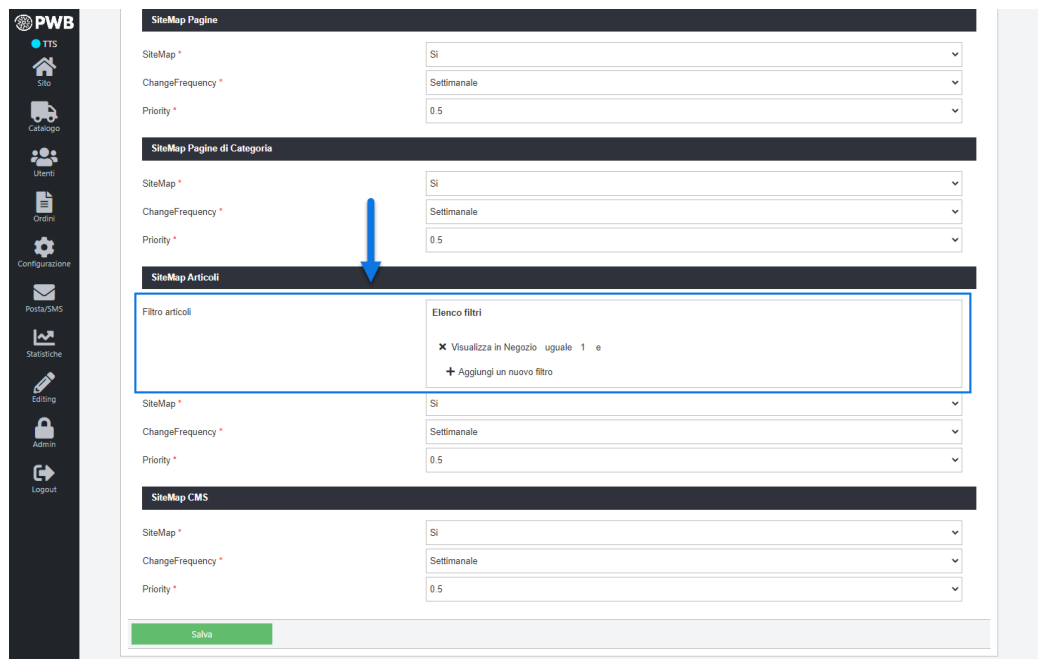 PWB
TTS
Sito
Catalogo
Utenti
Ordini
Configurazione
Posta/SMS
Statistiche
Editing
Admin
Logout
SiteMap Pagine
SiteMap * Si
ChangeFrequency * Settimanale
Priority * 0.5
SiteMap Pagine di Categoria
SiteMap * Si
ChangeFrequency * Settimanale
Priority * 0.5
SiteMap Articoli
Filtro articoli Elenco filtri
Visualizza in Negozio uguale 1 e
Aggiungi un nuovo filtro
SiteMap * Si
ChangeFrequency * Settimanale
Priority * 0.5
SiteMap CMS
SiteMap * Si
ChangeFrequency * Settimanale
Priority * 0.5
Salva